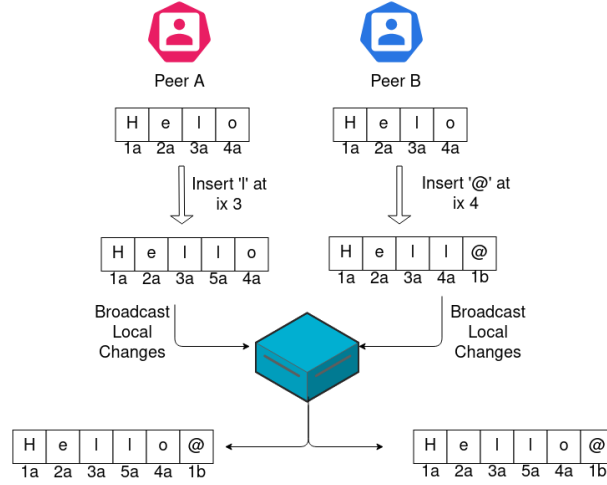 Peer A
Peer B
H e l o
1a 2a 3a 4a
H e l o
1a 2a 3a 4a
Insert 'l' at
ix 3
Insert '@' at
ix 4
H e l l o
1a 2a 3a 5a 4a
H e l l @
1a 2a 3a 4a 1b
Broadcast
Local
Changes
Broadcast
Local
Changes
H e l l o @
1a 2a 3a 5a 4a 1b
H e l l o @
1a 2a 3a 5a 4a 1b